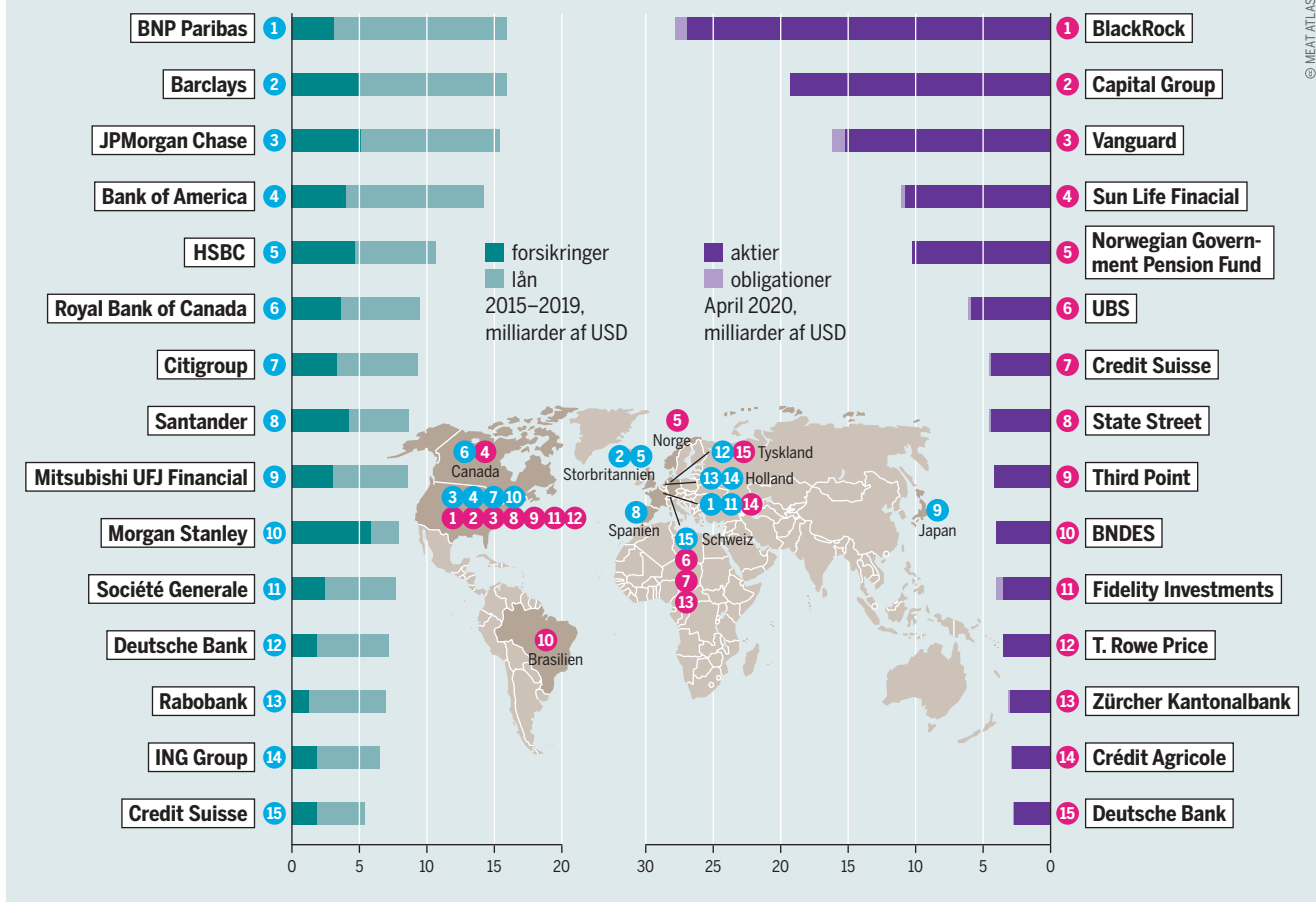 © MEAT ATLAS
BNP Paribas 1
Barclays 2
JPMorgan Chase 3
Bank of America 4
HSBC 5
Royal Bank of Canada 6
Citigroup 7
Santander 8
Mitsubishi UFJ Financial 9
Morgan Stanley 10
Société Generale 11
Deutsche Bank 12
Rabobank 13
ING Group 14
Credit Suisse 15
0 5 10 15 20
forsikringer
lån
2015–2019,
milliarder af USD
aktier
obligationer
April 2020,
milliarder af USD
1 BlackRock
2 Capital Group
3 Vanguard
4 Sun Life Finacial
5 Norwegian Govern-
ment Pension Fund
6 UBS
7 Credit Suisse
8 State Street
9 Third Point
10 BNDES
11 Fidelity Investments
12 T. Rowe Price
13 Zürcher Kantonalbank
14 Crédit Agricole
15 Deutsche Bank
30 25 20 15 10 5 0
6 4
Canada
3 4 7 10
1 2 3 8 9 11 12
10
Brasilien
5
Norge
2 5
Storbritannien
12 15 Tyskland
13 14 Holland
1 11 14
8
Spanien
15 Schweiz
6
7
13
9
Japan